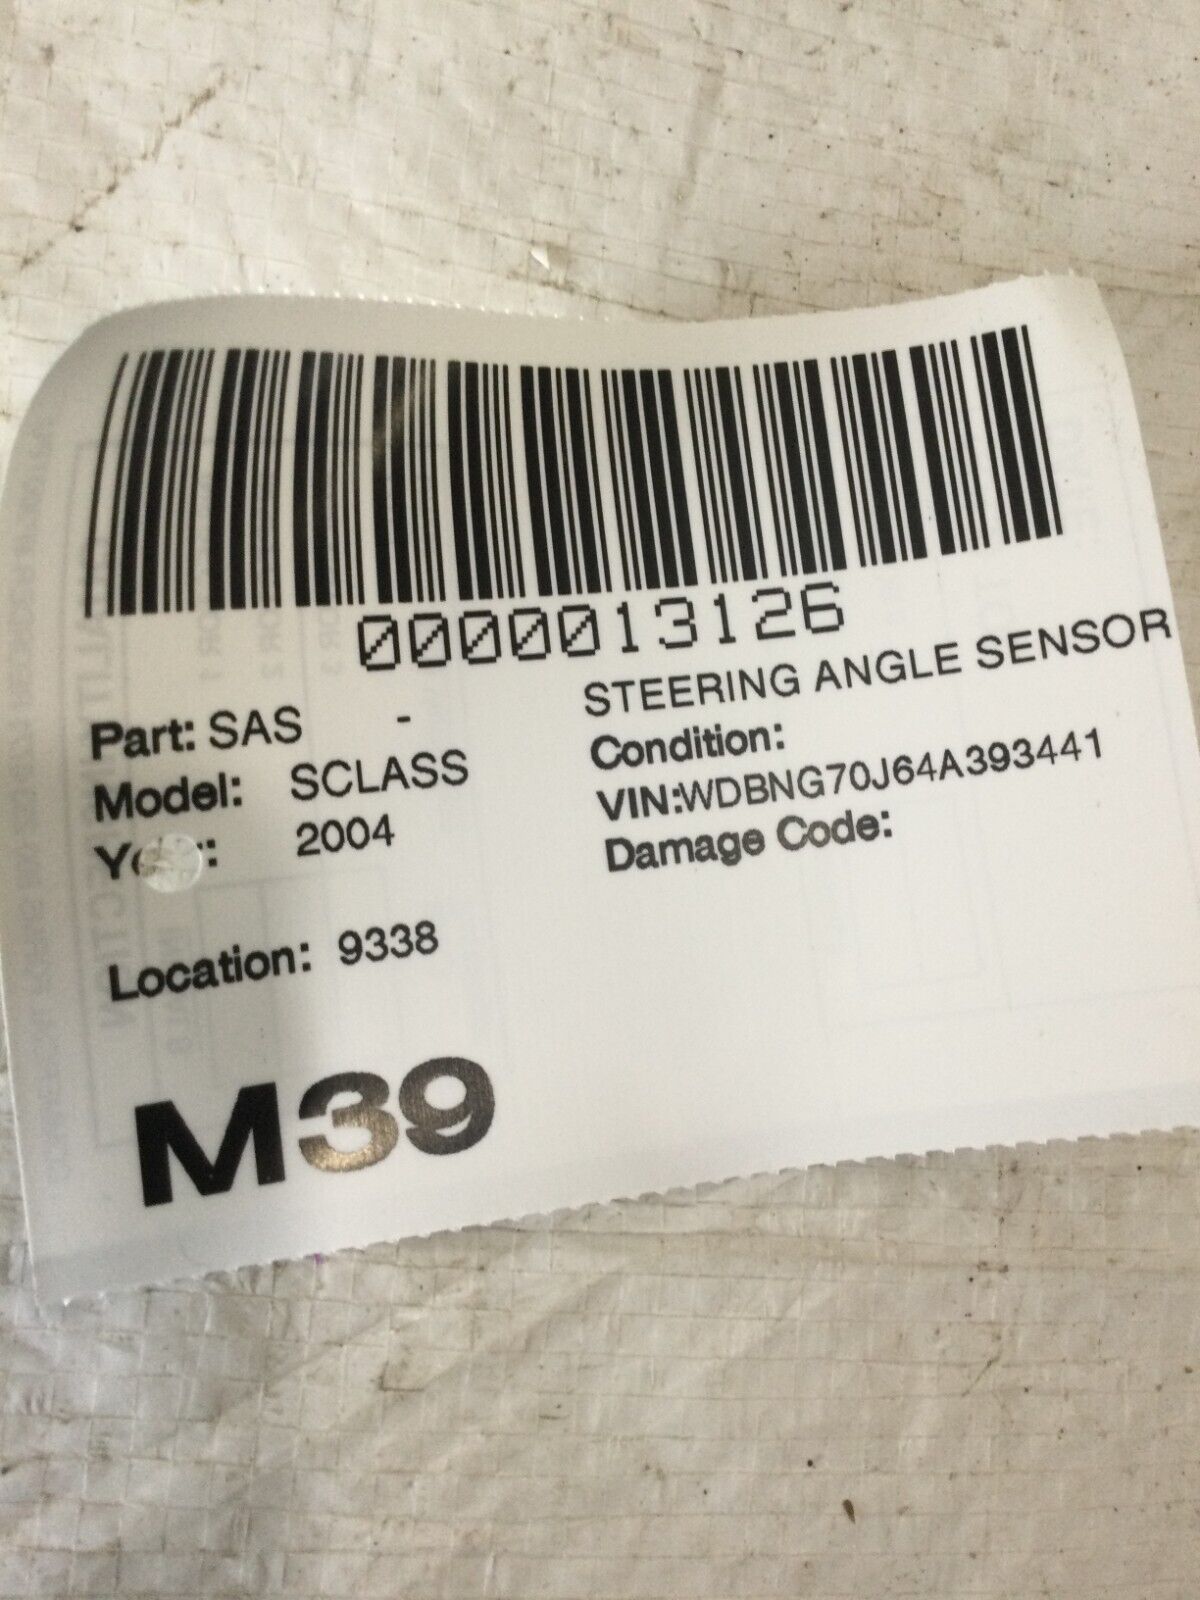 0000013126
Part: SAS - STEERING ANGLE SENSOR
Model: SCLASS Condition:
2004 VIN:WDBNG70J64A393441
Damage Code:
Location: 9338
M39